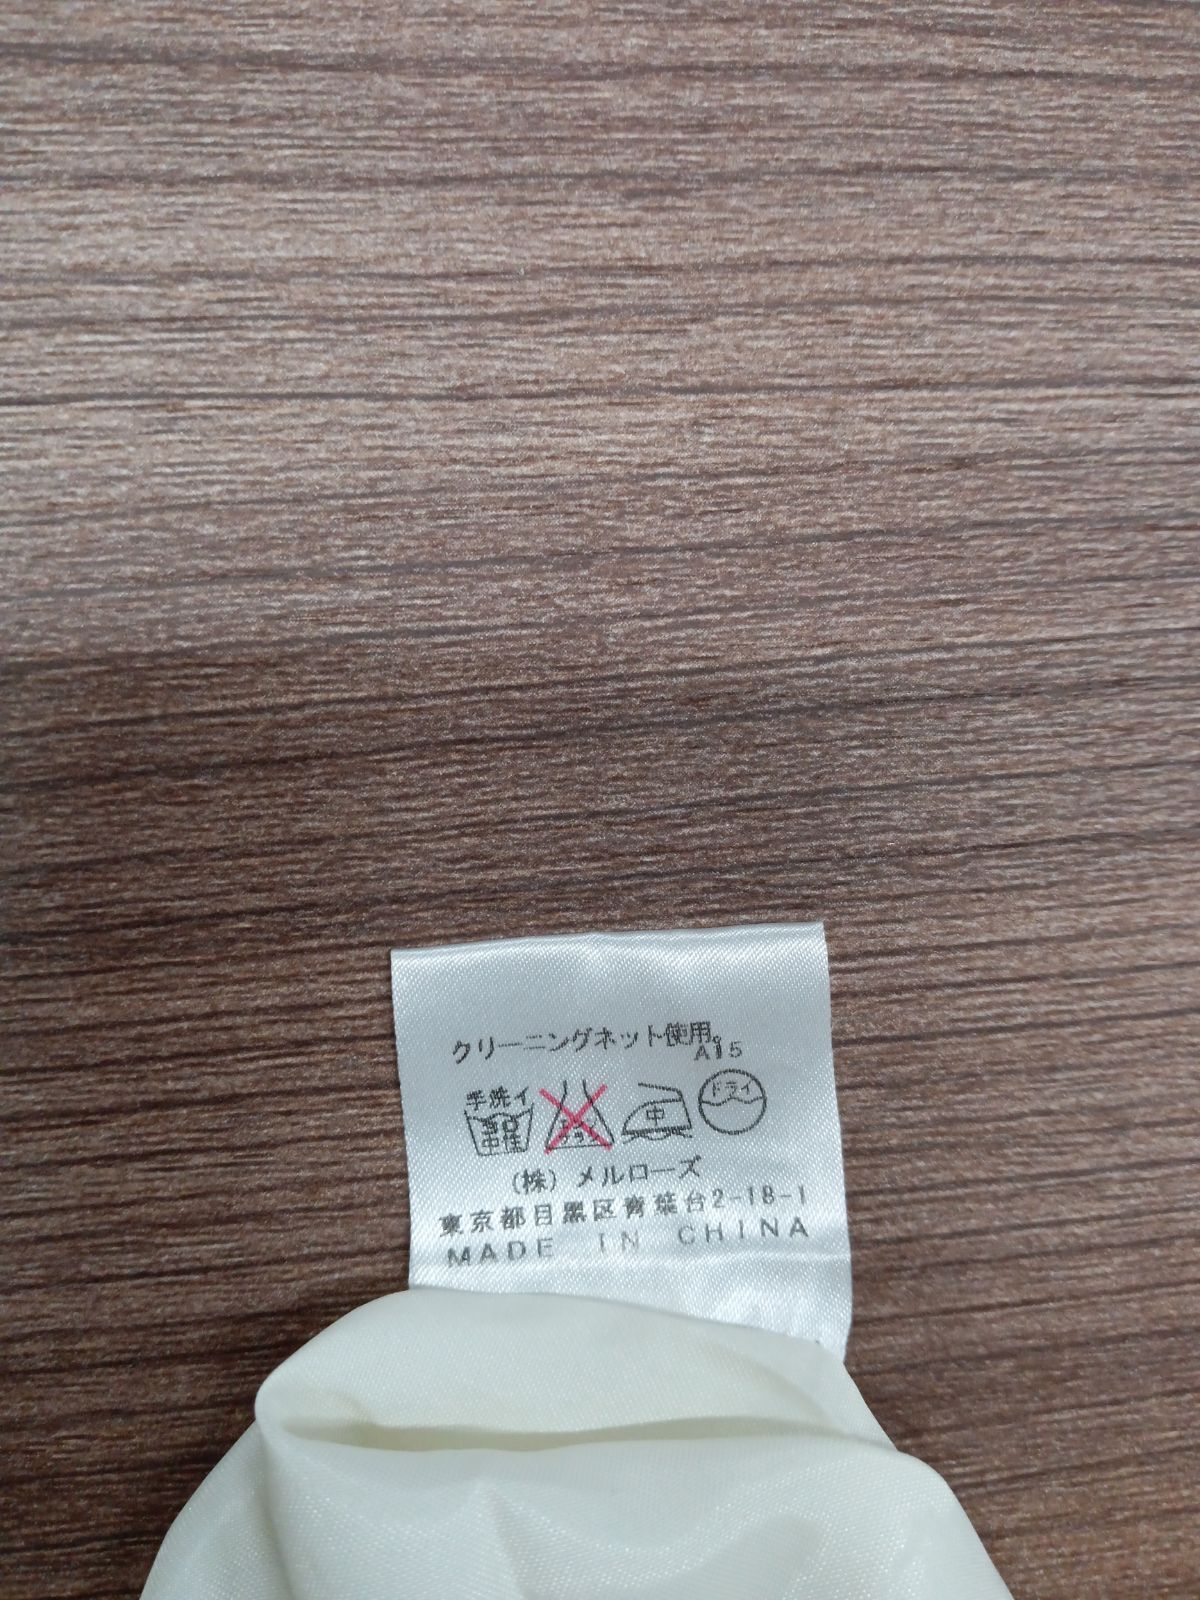 クリーニングネット使用。
A15
手洗イ 中 ドライ
(株) メルローズ
東京都目黒区青葉台2-18-1
MADE IN CHINA